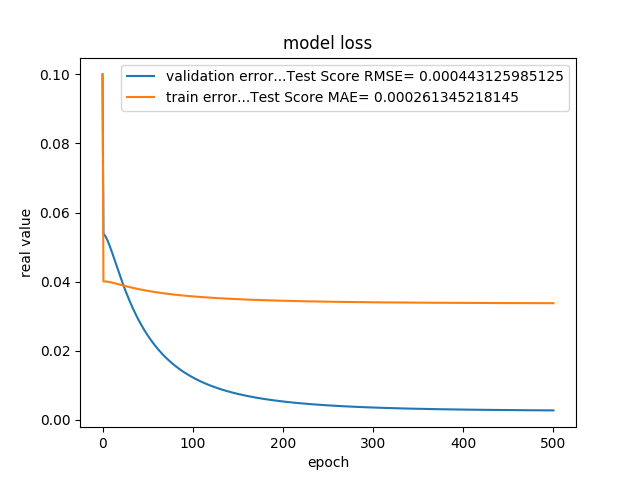 model loss
validation error...Test Score RMSE= 0.000443125985125
train error...Test Score MAE= 0.000261345218145
0.10
0.08
0.06
0.04
0.02
0.00
real value
0 100 200 300 400 500
epoch